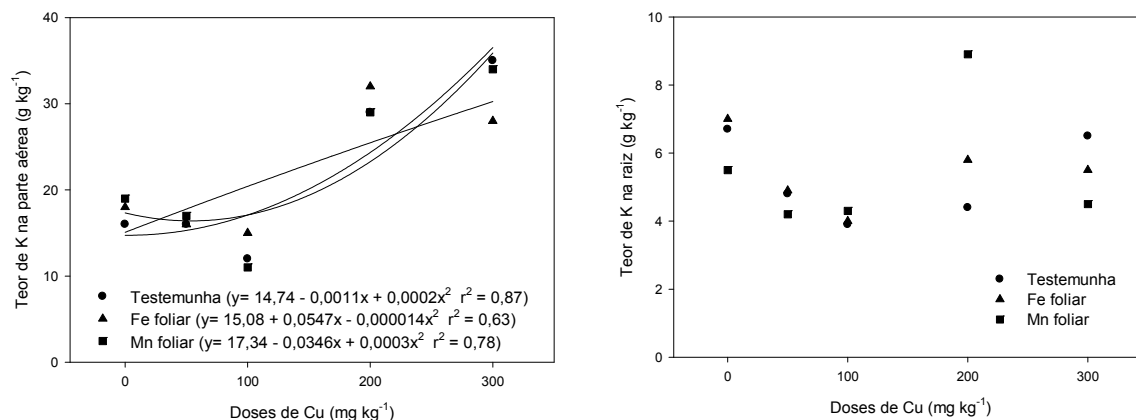 Teor de K na parte aérea (g kg⁻¹)
40
30
20
10
0
Testemunha (y= 14,74 - 0,0011x + 0,0002x² r² = 0,87)
Fe foliar (y= 15,08 + 0,0547x - 0,000014x² r² = 0,63)
Mn foliar (y= 17,34 - 0,0346x + 0,0003x² r² = 0,78)
0 100 200 300
Doses de Cu (mg kg⁻¹)
Teor de K na raiz (g kg⁻¹)
10
8
6
4
2
0
Testemunha
Fe foliar
Mn foliar
0 100 200 300
Doses de Cu (mg kg⁻¹)